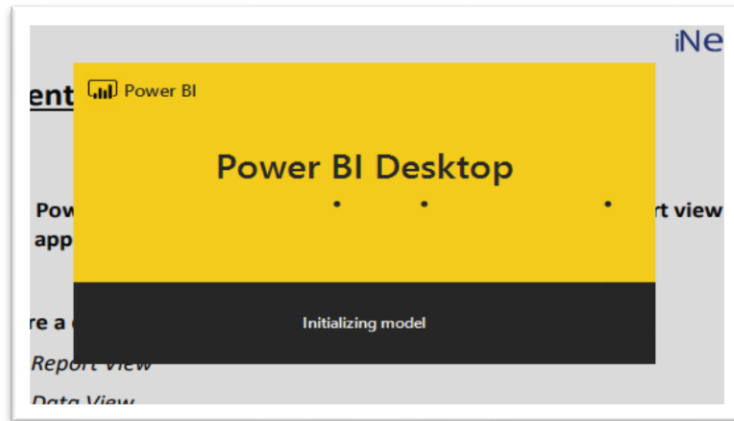 iNe
ent
Power BI
Power BI Desktop
Pow
rt view
app
Initializing model
re a
Report View
Data View